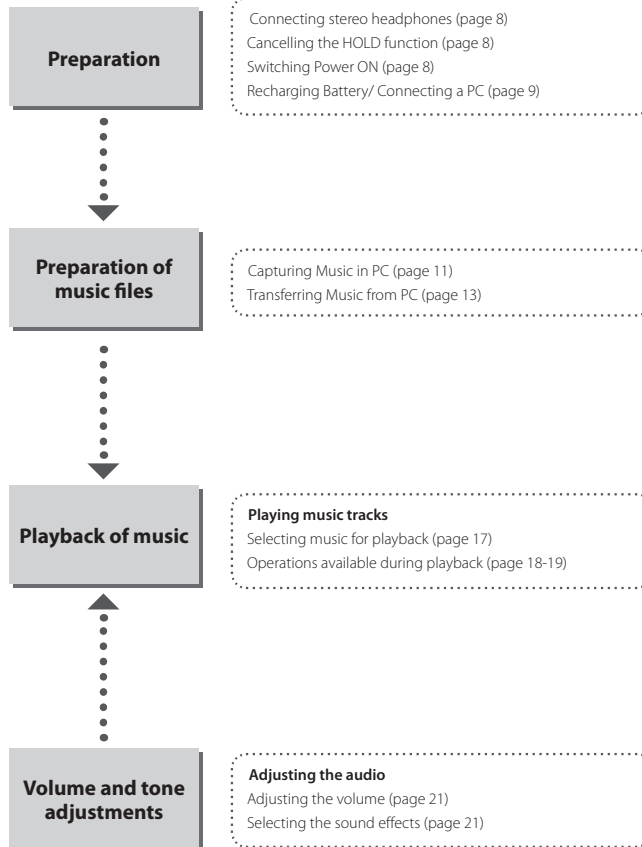 Preparation
Connecting stereo headphones (page 8)
Cancelling the HOLD function (page 8)
Switching Power ON (page 8)
Recharging Battery/ Connecting a PC (page 9)
Preparation of
music files
Capturing Music in PC (page 11)
Transferring Music from PC (page 13)
Playback of music
Playing music tracks
Selecting music for playback (page 17)
Operations available during playback (page 18-19)
Volume and tone
adjustments
Adjusting the audio
Adjusting the volume (page 21)
Selecting the sound effects (page 21)